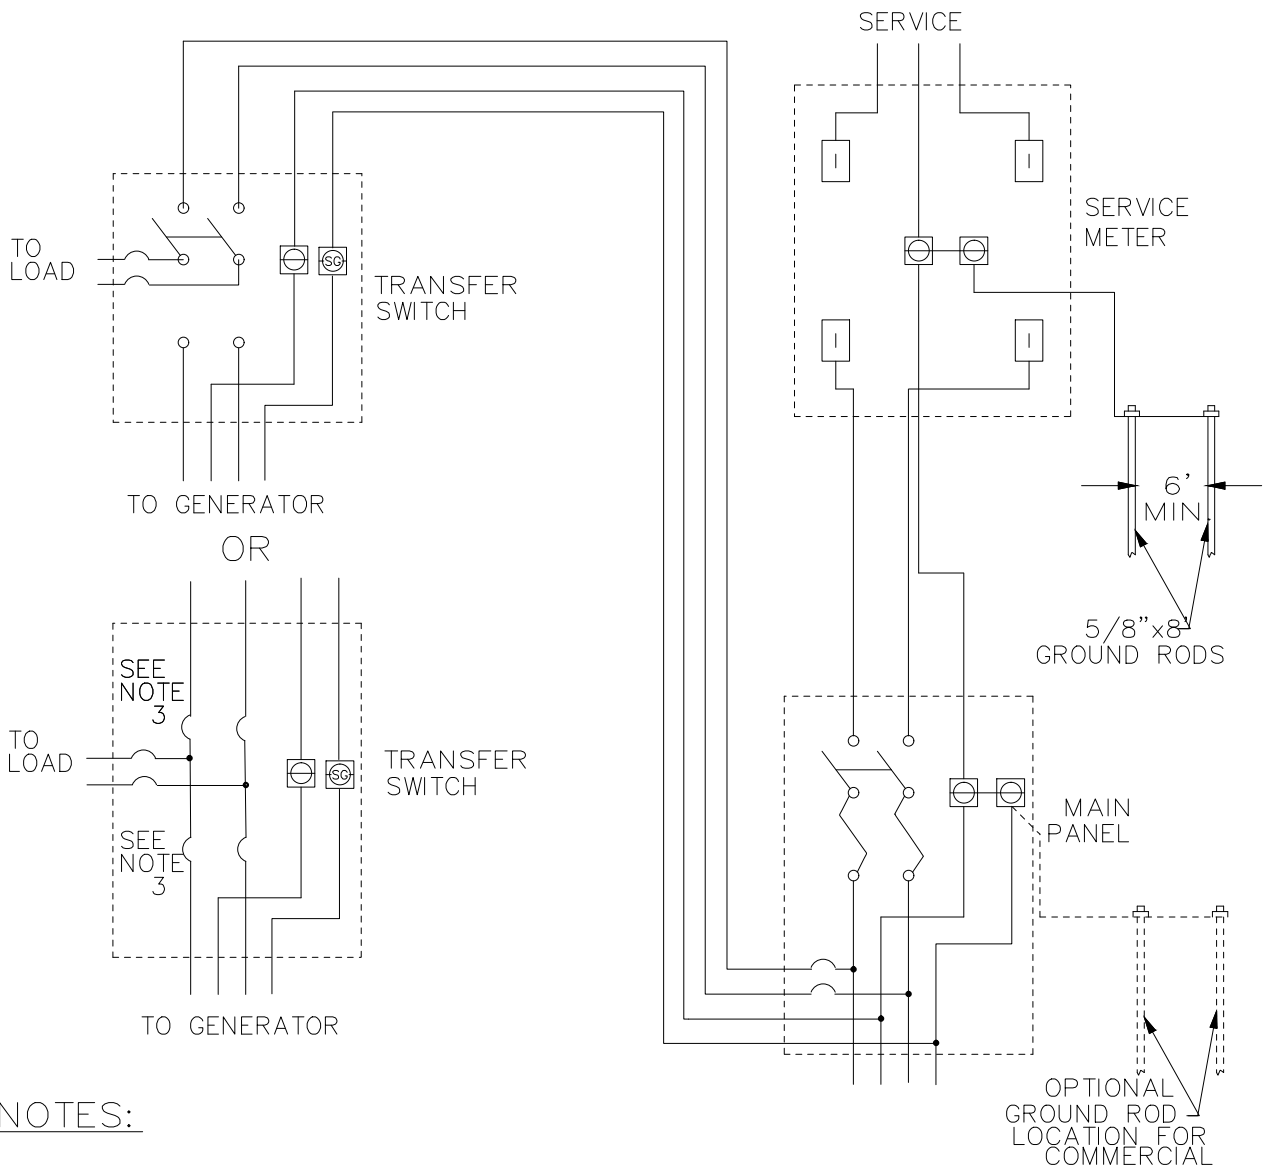 SERVICE
SERVICE
METER
TO
LOAD
SG
TRANSFER
SWITCH
TO GENERATOR
OR
6'
MIN.
5/8"x8'
GROUND RODS
SEE
NOTE
3
TO
LOAD
SG
TRANSFER
SWITCH
SEE
NOTE
3
TO GENERATOR
MAIN
PANEL
OPTIONAL
GROUND ROD
LOCATION FOR
COMMERCIAL
NOTES: